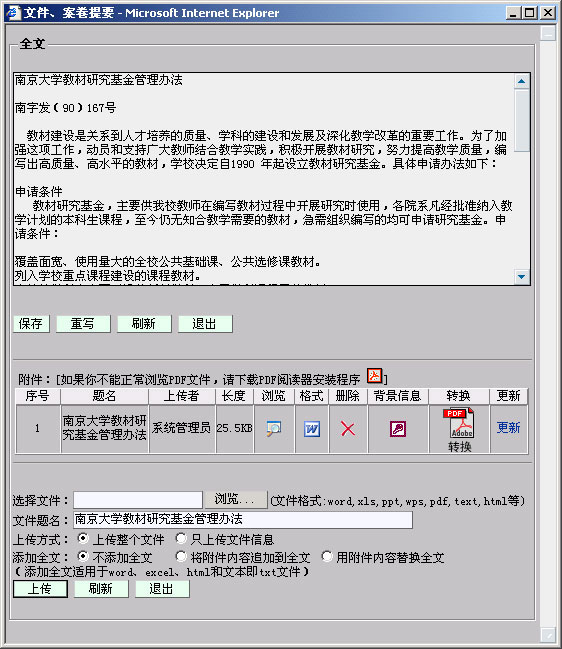 文件、案卷提要 - Microsoft Internet Explorer
全文
南京大学教材研究基金管理办法
南字发（90）167号
教材建设是关系到人才培养的质量、学科的建设和发展及深化教学改革的重要工作。为了加
强这项工作，动员和支持广大教师结合教学实践，积极开展教材研究，努力提高教学质量，编
写出高质量、高水平的教材，学校决定自1990 年起设立教材研究基金。具体申请办法如下：
申请条件
教材研究基金，主要供我校教师在编写教材过程中开展研究时使用，各院系凡经批准纳入教
学计划的本科生课程，至今仍无知合教学需要的教材，急需组织编写的均可申请研究基金。申
请条件：
覆盖面宽、使用量大的全校公共基础课、公共选修课教材。
列入学校重点课程建设的课程教材。
保存 重写 刷新 退出
附件：[如果你不能正常浏览PDF文件，请下载PDF阅读器安装程序 ]
序号 题名 上传者 长度 浏览 格式 删除 背景信息 转换 更新
1 南京大学教材研究基金管理办法 系统管理员 25.5KB PDF Adobe 转换 更新
选择文件： 浏览... (文件格式:word,xls,ppt,wps,pdf,text,html等)
文件题名： 南京大学教材研究基金管理办法
上传方式： 上传整个文件 只上传文件信息
添加全文： 不添加全文 将附件内容追加到全文 用附件内容替换全文
（添加全文适用于word、excel、html和文本即txt文件）
上传 刷新 退出